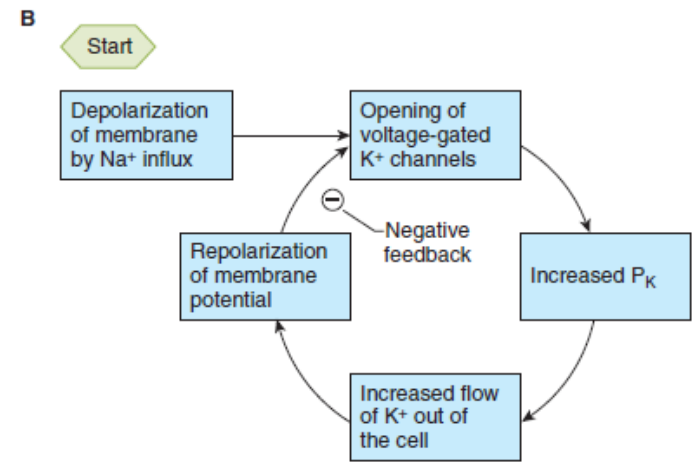 B
Start
Depolarization
of membrane
by Na⁺ influx
Opening of
voltage-gated
K⁺ channels
−
Negative
feedback
Repolarization
of membrane
potential
Increased Pₖ
Increased flow
of K⁺ out of
the cell